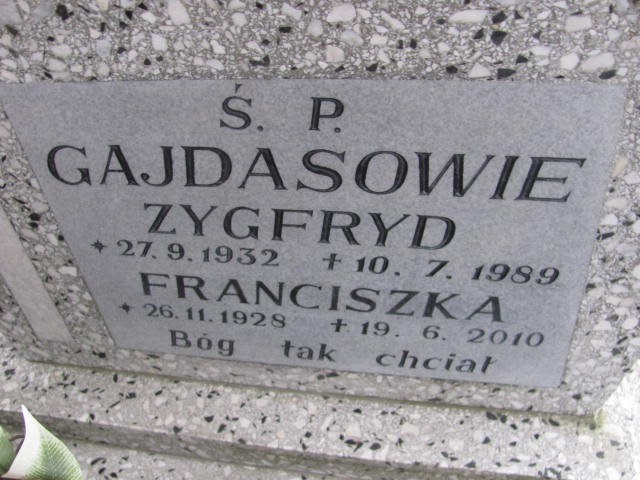 Ś. P.
GAJDASOWIE
ZYGFRYD
* 27. 9. 1932 † 10. 7. 1989
FRANCISZKA
* 26. 11. 1928 † 19. 6. 2010
Bóg tak chciał